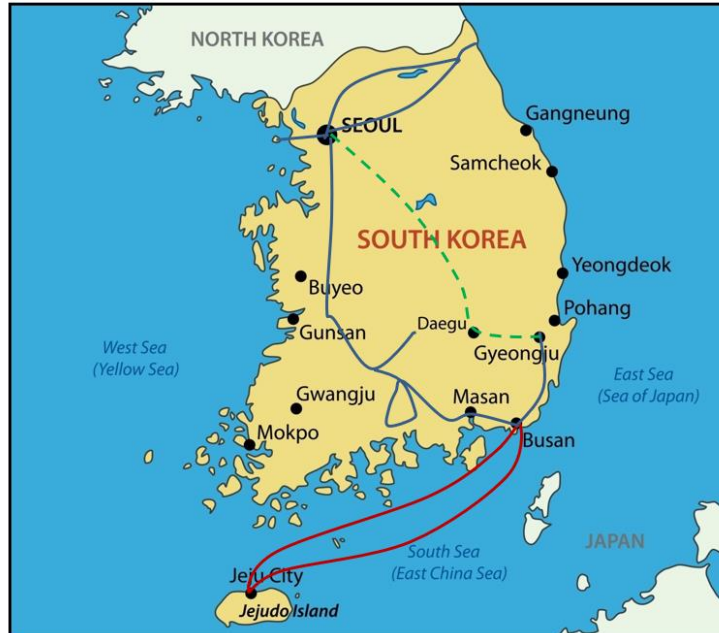 NORTH KOREA
SEOUL
Gangneung
Samcheok
SOUTH KOREA
Yeongdeok
Buyeo
Pohang
Gunsan
Daegu
Gyeongju
West Sea
(Yellow Sea)
East Sea
(Sea of Japan)
Gwangju
Masan
Mokpo
Busan
JAPAN
South Sea
(East China Sea)
Jeju City
Jejudo Island